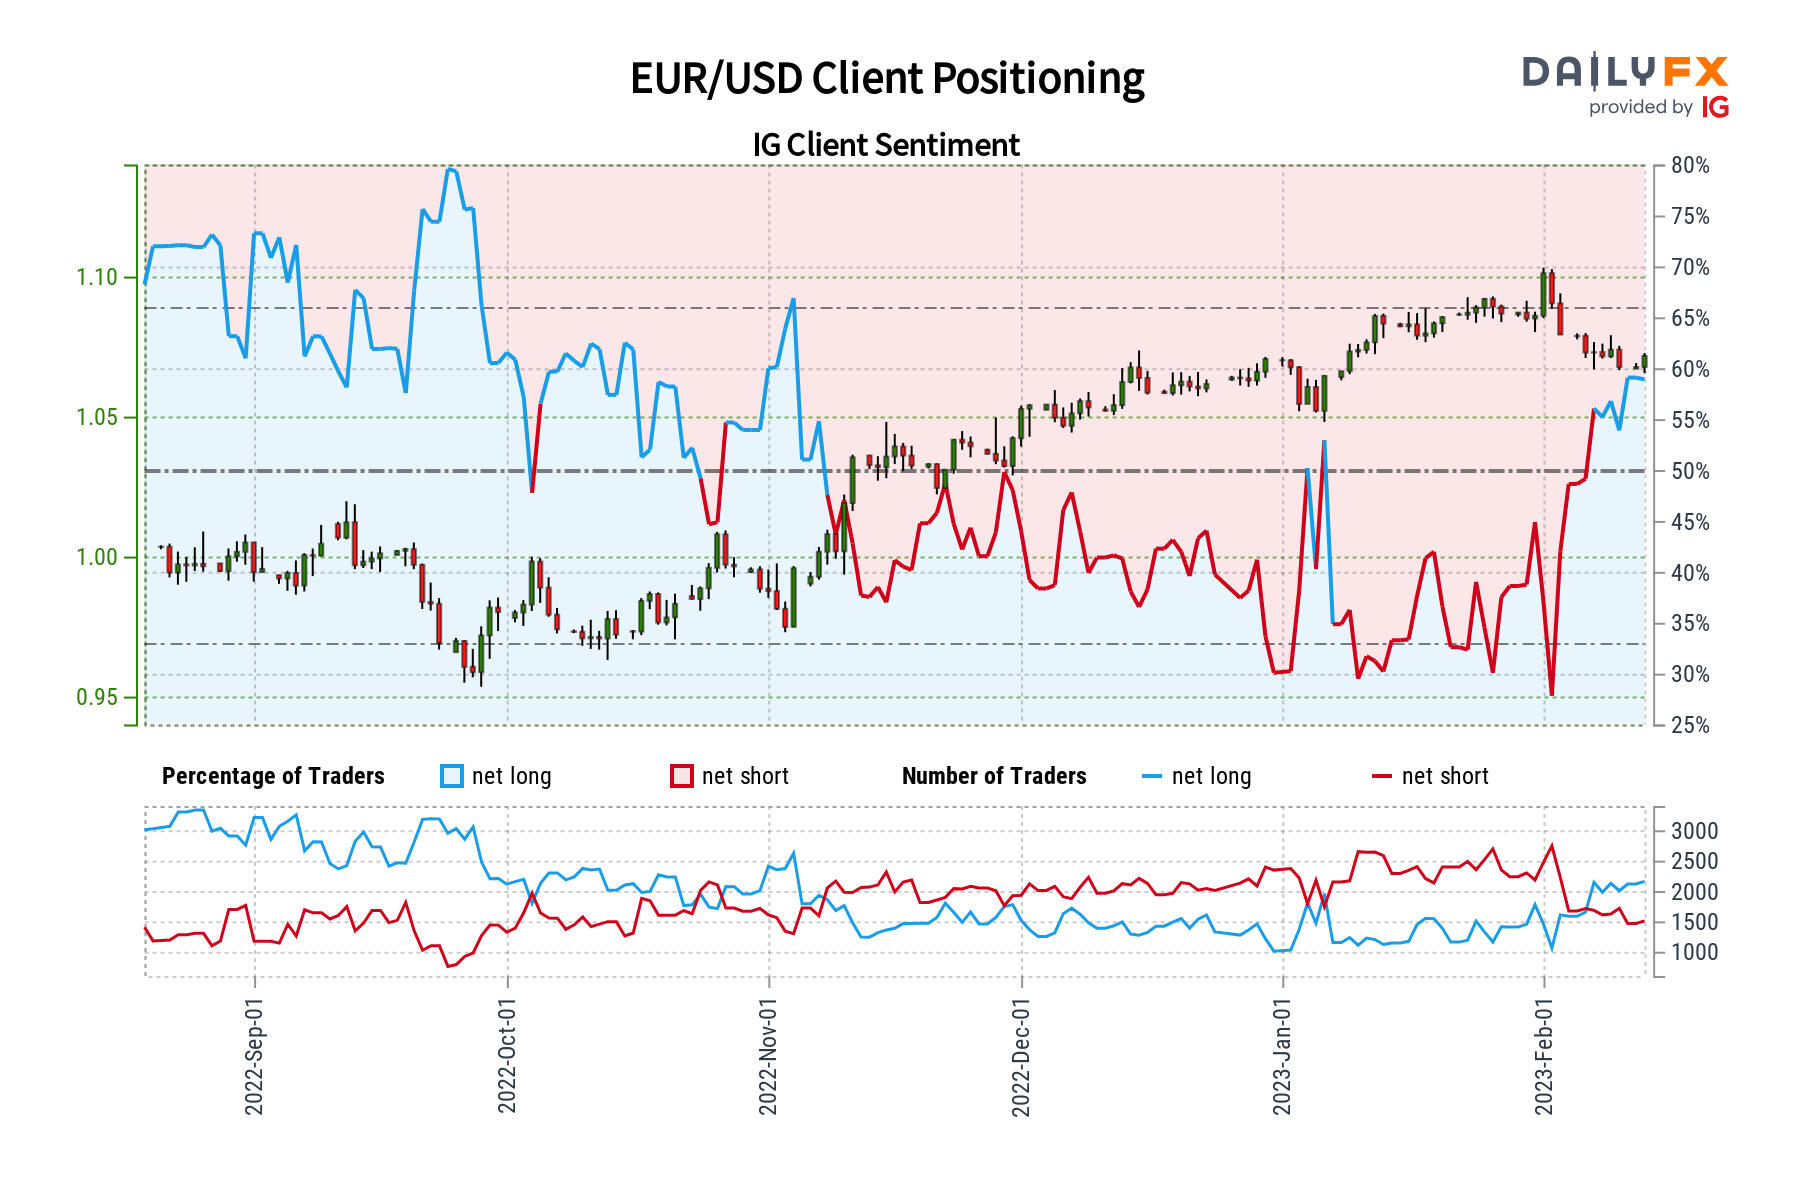 EUR/USD Client Positioning
DAILYFX
provided by IG
IG Client Sentiment
1.10
1.05
1.00
0.95
80%
75%
70%
65%
60%
55%
50%
45%
40%
35%
30%
25%
Percentage of Traders net long net short Number of Traders net long net short
3000
2500
2000
1500
1000
2022-Sep-01
2022-Oct-01
2022-Nov-01
2022-Dec-01
2023-Jan-01
2023-Feb-01